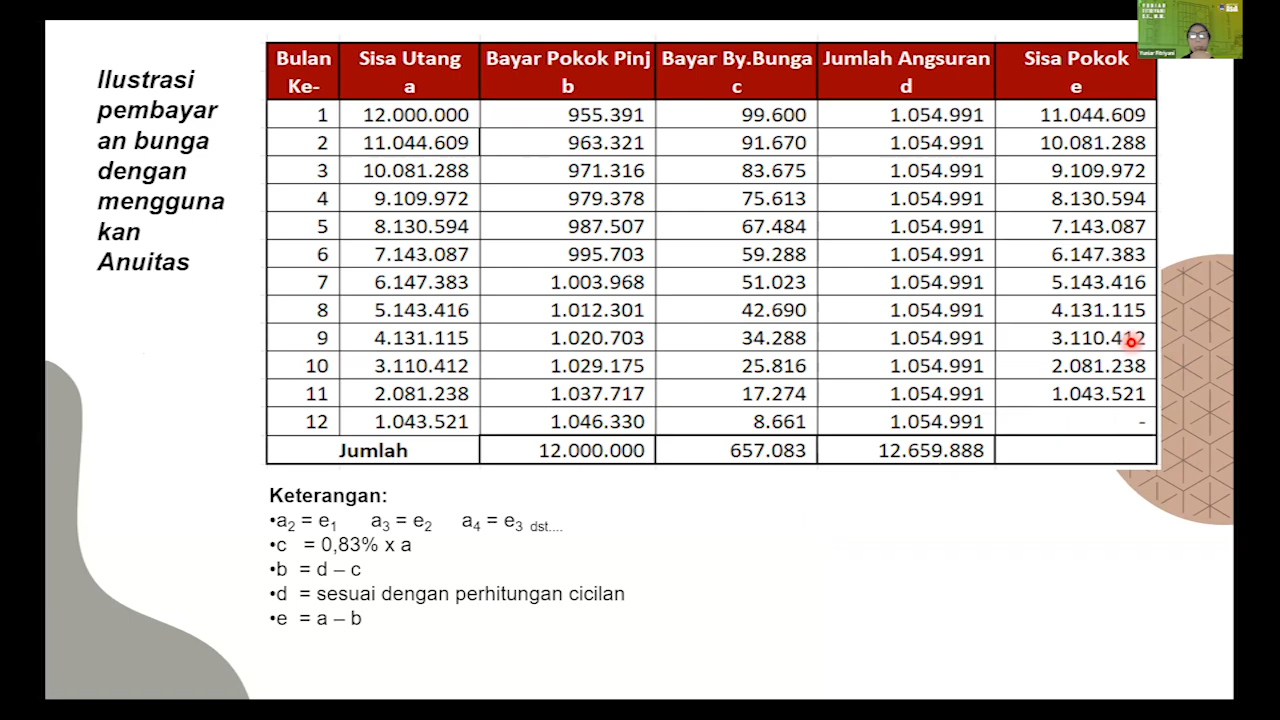 YUNIAR
FITRIYANI
Yuniar Fitriyani
Ilustrasi
pembayar
an bunga
dengan
mengguna
kan
Anuitas
Bulan Sisa Utang Bayar Pokok Pinj Bayar By.Bunga Jumlah Angsuran Sisa Pokok
Ke- a b c d e
1 12.000.000 955.391 99.600 1.054.991 11.044.609
2 11.044.609 963.321 91.670 1.054.991 10.081.288
3 10.081.288 971.316 83.675 1.054.991 9.109.972
4 9.109.972 979.378 75.613 1.054.991 8.130.594
5 8.130.594 987.507 67.484 1.054.991 7.143.087
6 7.143.087 995.703 59.288 1.054.991 6.147.383
7 6.147.383 1.003.968 51.023 1.054.991 5.143.416
8 5.143.416 1.012.301 42.690 1.054.991 4.131.115
9 4.131.115 1.020.703 34.288 1.054.991 3.110.412
10 3.110.412 1.029.175 25.816 1.054.991 2.081.238
11 2.081.238 1.037.717 17.274 1.054.991 1.043.521
12 1.043.521 1.046.330 8.661 1.054.991 -
Jumlah 12.000.000 657.083 12.659.888
Keterangan:
•a2 = e1 a3 = e2 a4 = e3 dst....
•c = 0,83% x a
•b = d – c
•d = sesuai dengan perhitungan cicilan
•e = a – b